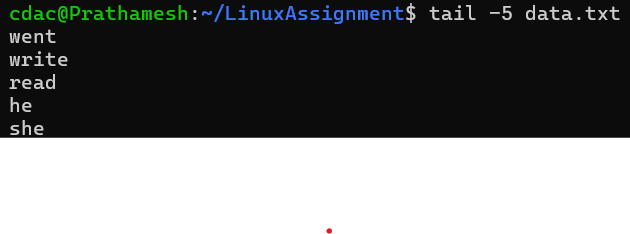 cdac@Prathamesh:~/LinuxAssignment$ tail -5 data.txt
went
write
read
he
she